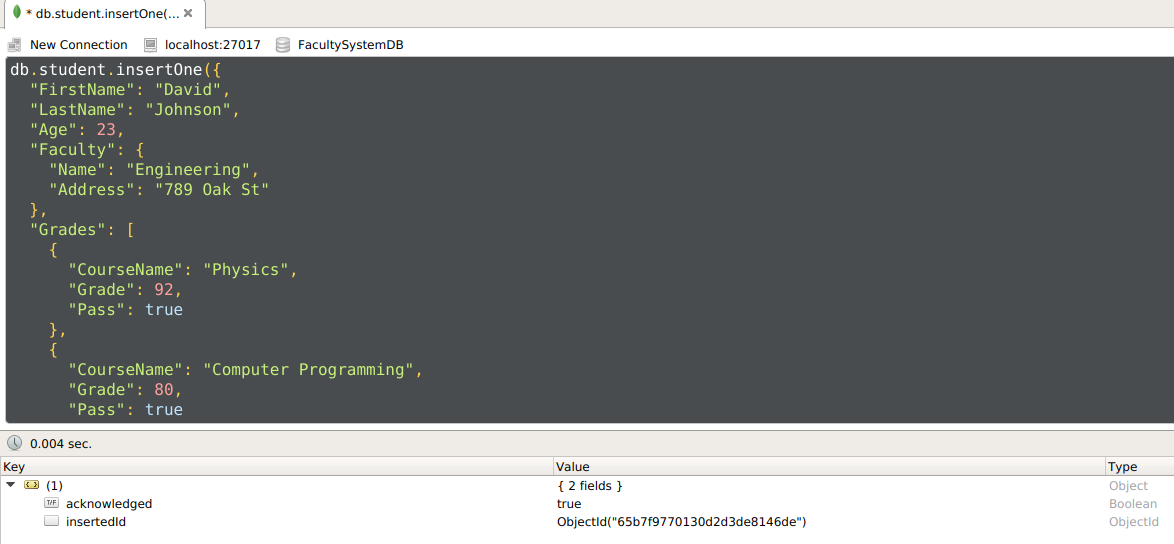 * db.student.insertOne(...
New Connection localhost:27017 FacultySystemDB
db.student.insertOne({
  "FirstName": "David",
  "LastName": "Johnson",
  "Age": 23,
  "Faculty": {
    "Name": "Engineering",
    "Address": "789 Oak St"
  },
  "Grades": [
    {
      "CourseName": "Physics",
      "Grade": 92,
      "Pass": true
    },
    {
      "CourseName": "Computer Programming",
      "Grade": 80,
      "Pass": true
0.004 sec.
Key Value Type
(1) { 2 fields } Object
T/F acknowledged true Boolean
insertedId ObjectId("65b7f9770130d2d3de8146de") ObjectId